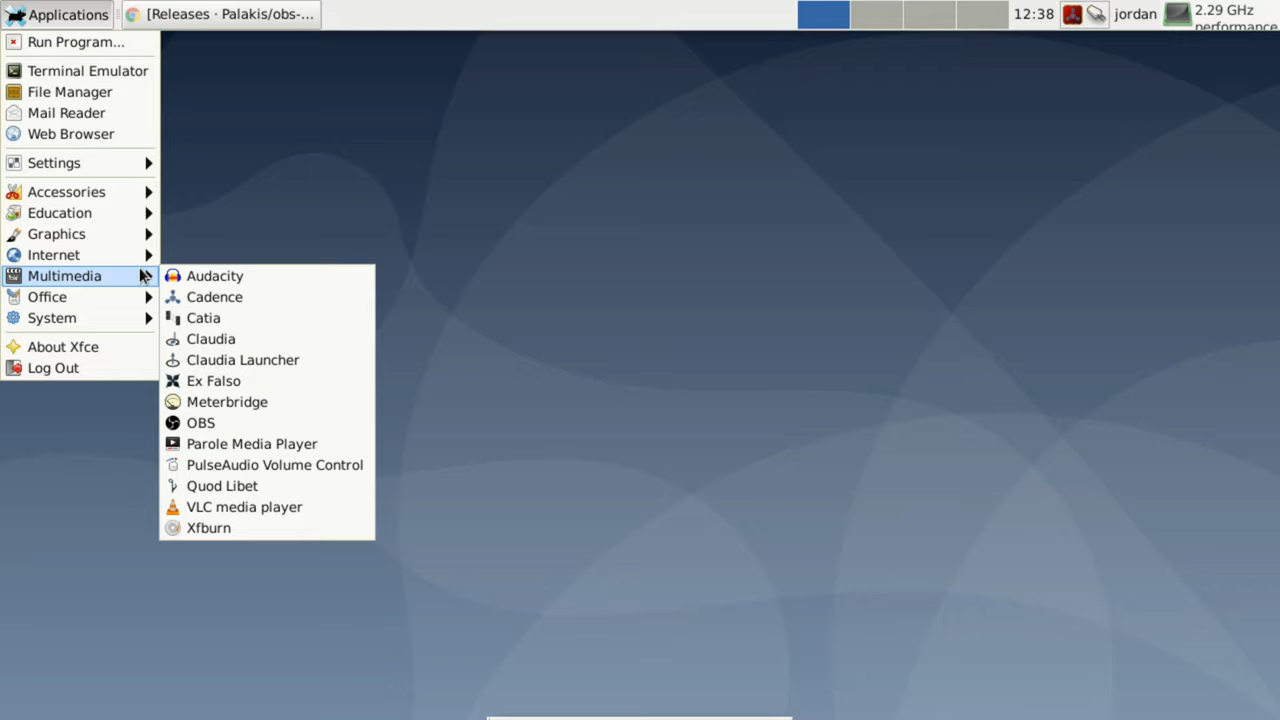 Applications
[Releases · Palakis/obs-...
12:38
jordan
2.29 GHz
performance
Run Program...
Terminal Emulator
File Manager
Mail Reader
Web Browser
Settings
Accessories
Education
Graphics
Internet
Multimedia
Office
System
About Xfce
Log Out
Audacity
Cadence
Catia
Claudia
Claudia Launcher
Ex Falso
Meterbridge
OBS
Parole Media Player
PulseAudio Volume Control
Quod Libet
VLC media player
Xfburn